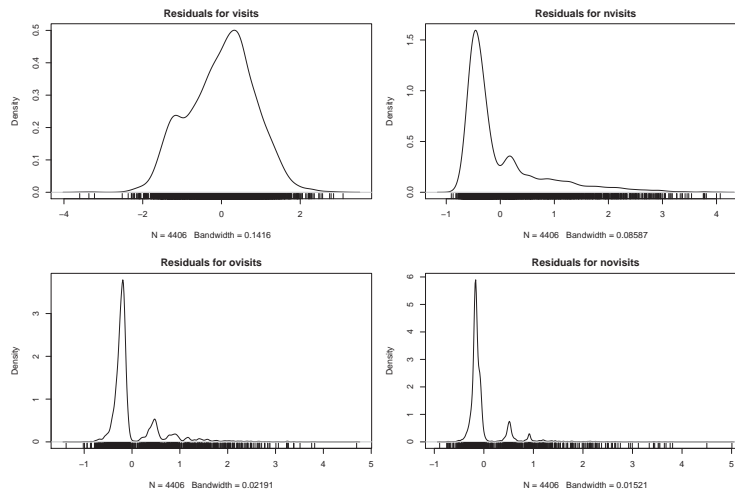 Residuals for visits
Density
0.0 0.1 0.2 0.3 0.4 0.5
−4 −2 0 2
N = 4406 Bandwidth = 0.1416
Residuals for nvisits
Density
0.0 0.5 1.0 1.5
−1 0 1 2 3 4
N = 4406 Bandwidth = 0.08587
Residuals for ovisits
Density
0 1 2 3
−1 0 1 2 3 4 5
N = 4406 Bandwidth = 0.02191
Residuals for novisits
Density
0 1 2 3 4 5 6
−1 0 1 2 3 4 5
N = 4406 Bandwidth = 0.01521